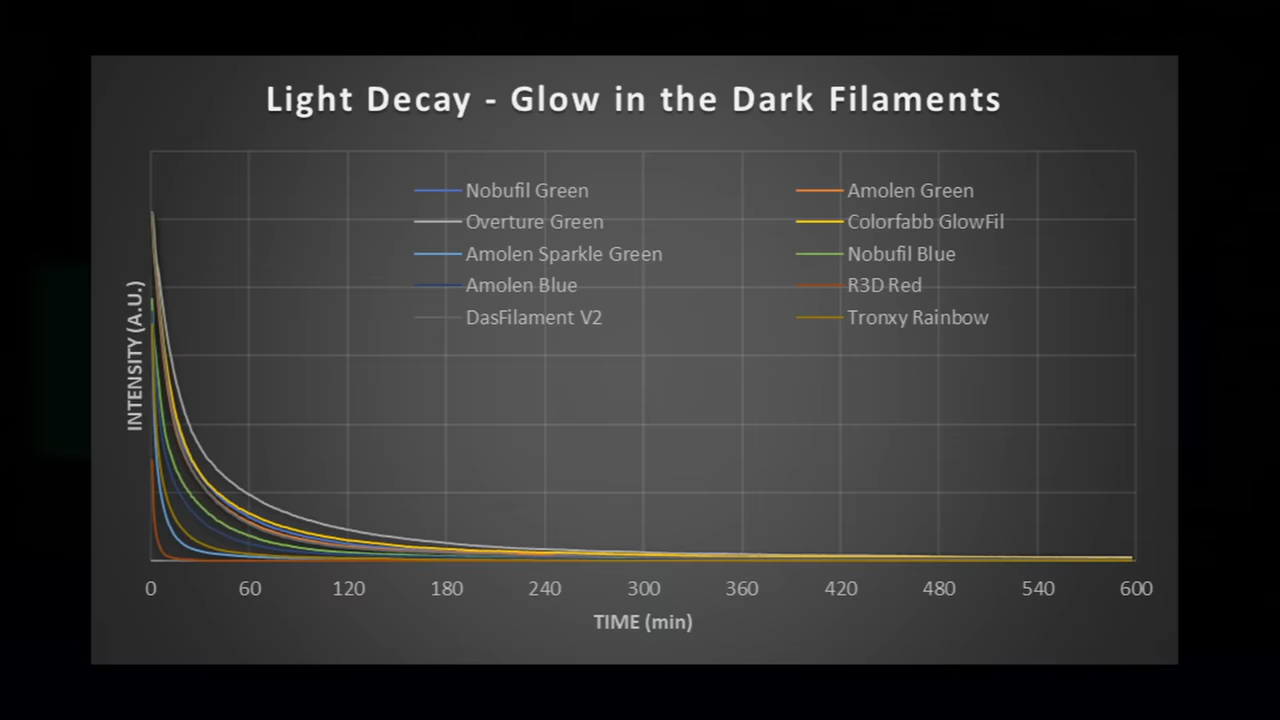 Light Decay - Glow in the Dark Filaments
Nobufil Green
Amolen Green
Overture Green
Colorfabb GlowFil
Amolen Sparkle Green
Nobufil Blue
Amolen Blue
R3D Red
DasFilament V2
Tronxy Rainbow
INTENSITY (A.U.)
0 60 120 180 240 300 360 420 480 540 600
TIME (min)